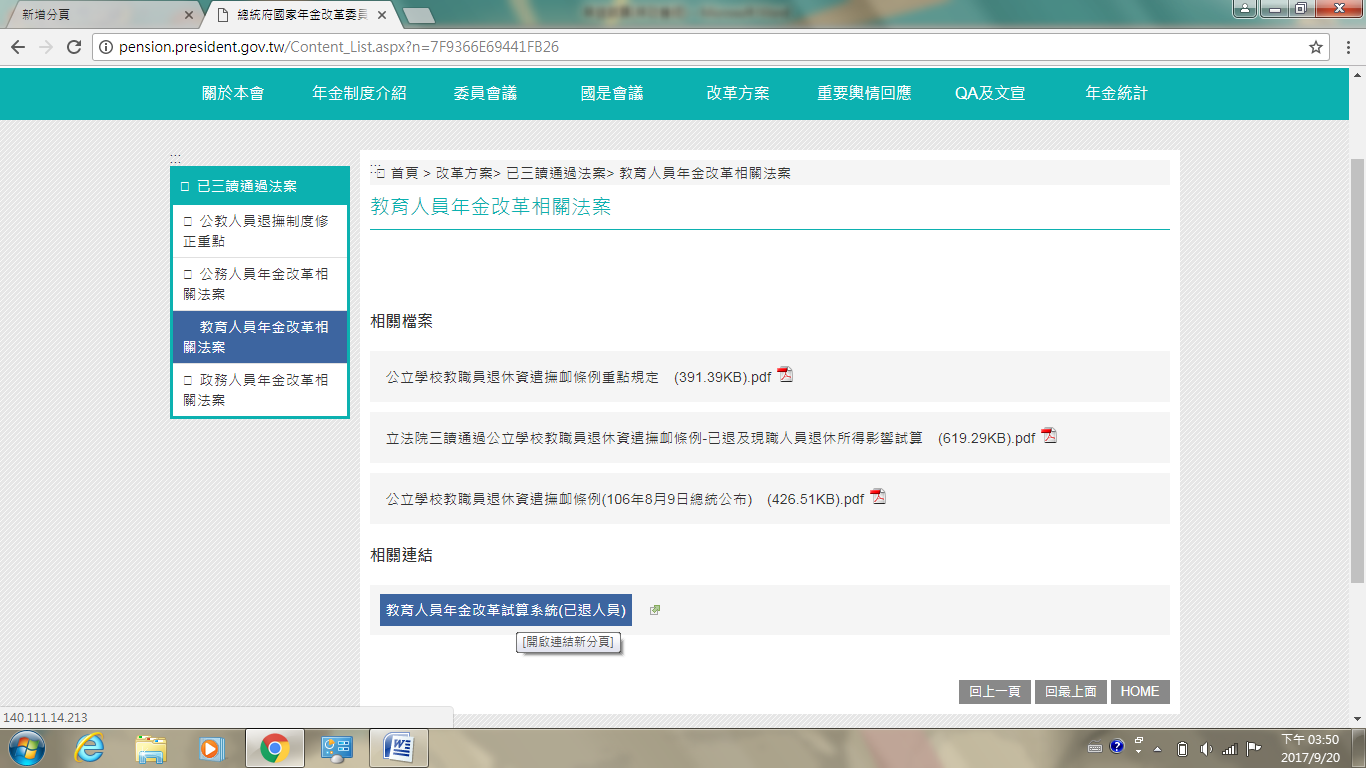 新增分頁
總統府國家年金改革委員
pension.president.gov.tw/Content_List.aspx?n=7F9366E69441FB26
關於本會 年金制度介紹 委員會議 國是會議 改革方案 重要輿情回應 QA及文宣 年金統計
:::
已三讀通過法案
公教人員退撫制度修
正重點
公務人員年金改革相
關法案
教育人員年金改革相
關法案
政務人員年金改革相
關法案
::: 首頁 > 改革方案> 已三讀通過法案> 教育人員年金改革相關法案
教育人員年金改革相關法案
相關檔案
公立學校教職員退休資遣撫卹條例重點規定 (391.39KB).pdf
立法院三讀通過公立學校教職員退休資遣撫卹條例-已退及現職人員退休所得影響試算 (619.29KB).pdf
公立學校教職員退休資遣撫卹條例(106年8月9日總統公布) (426.51KB).pdf
相關連結
教育人員年金改革試算系統(已退人員)
[開啟連結新分頁]
回上一頁 回最上面 HOME
140.111.14.213
下午 03:50
2017/9/20